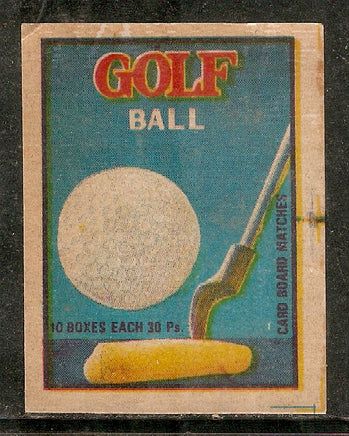 GOLF
BALL
CARD BOARD MATCHES
10 BOXES EACH 30 Ps.